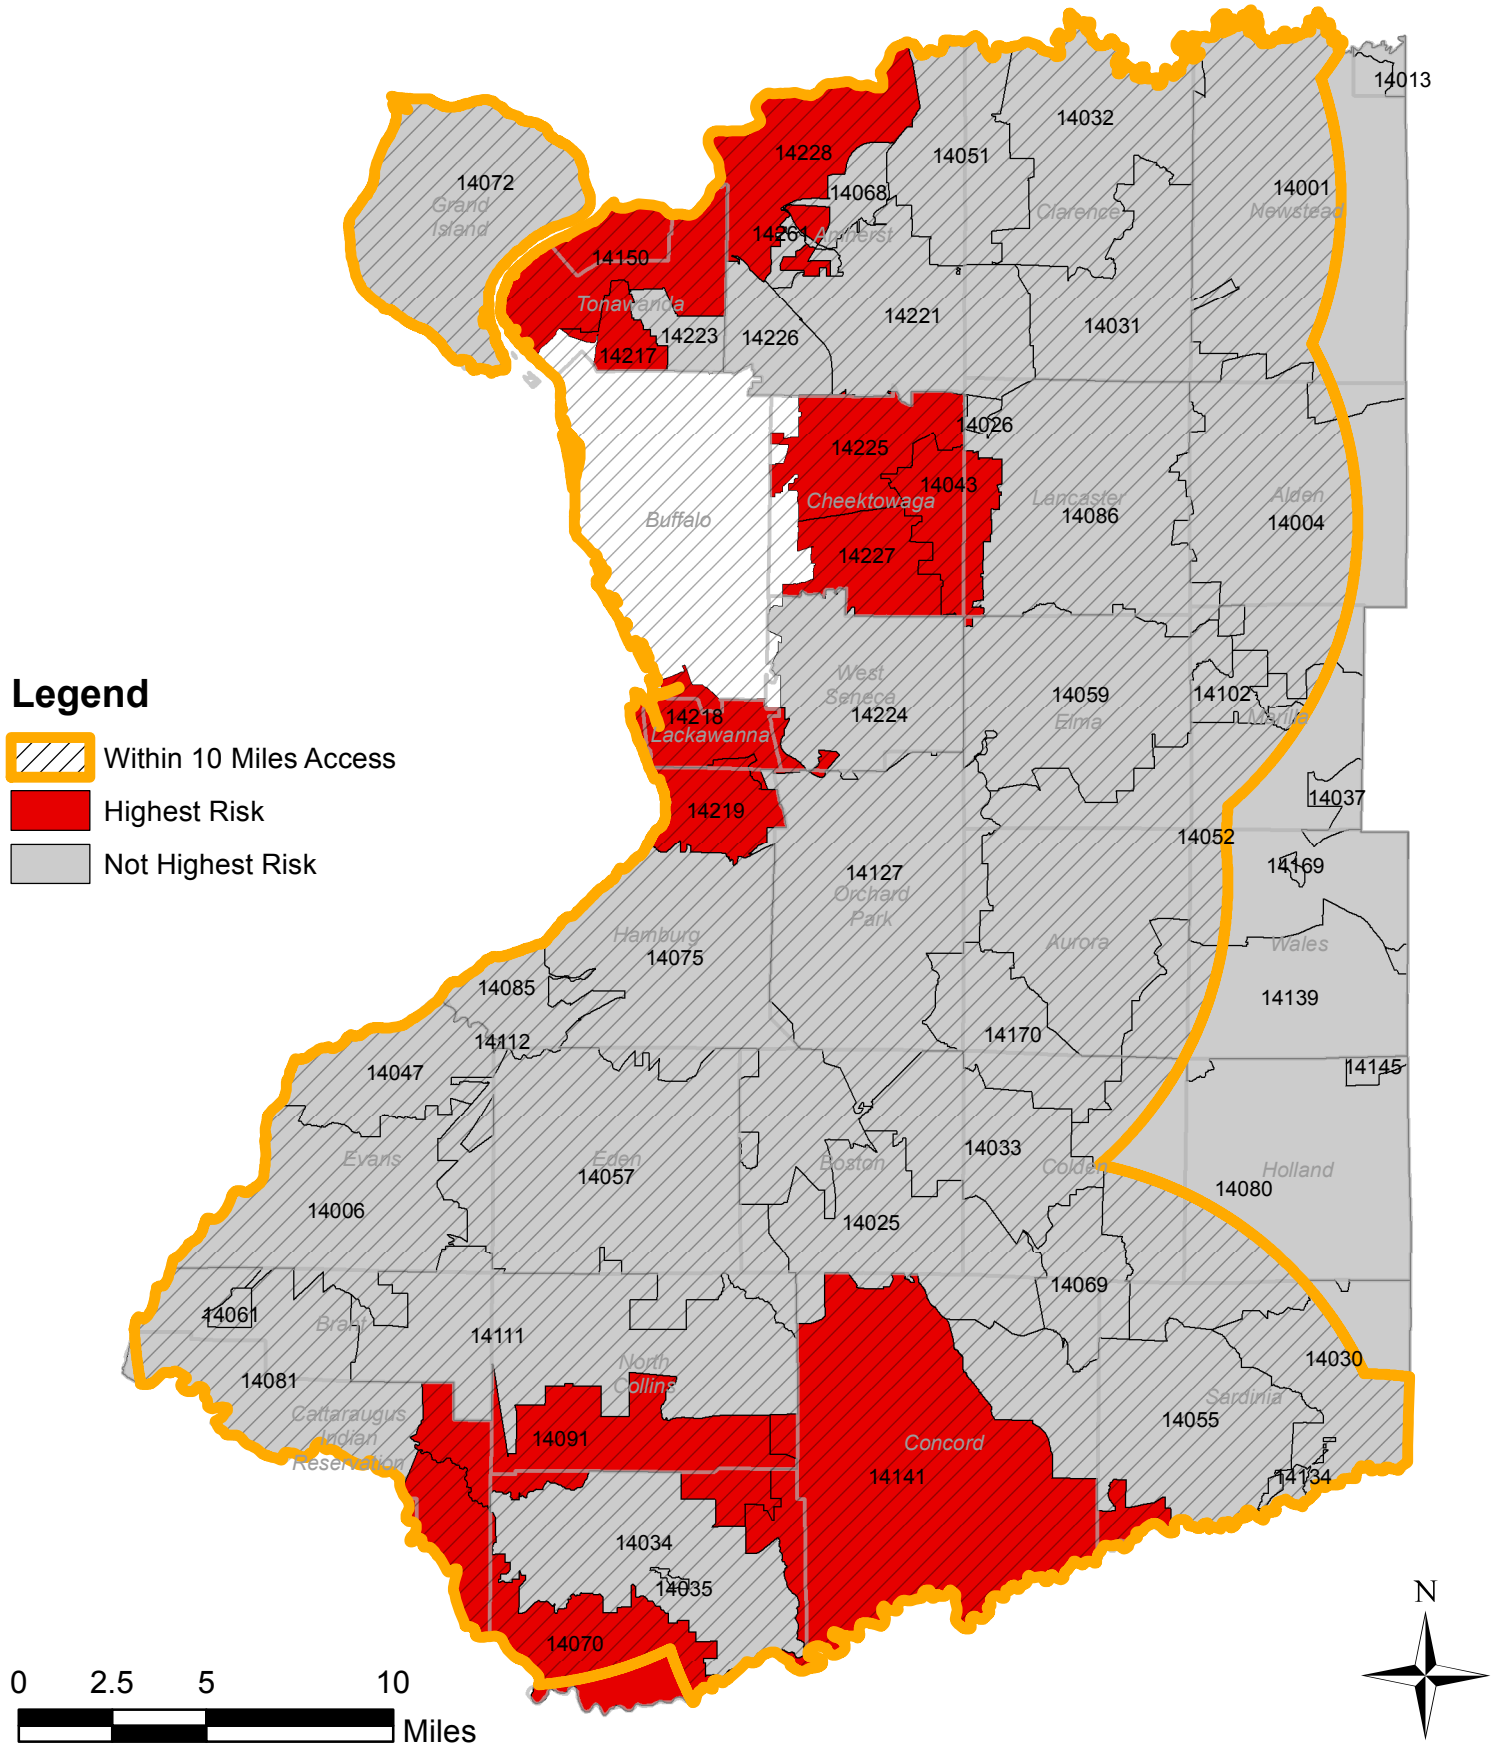 14013
14032
14228
14051
14072
Grand
Island
14068
14001
Newstead
Clarence
14261
Amherst
14150
Tonawanda
14221
14031
14223
14226
14217
14026
14225
14043
Cheektowaga
Lancaster
14086
Alden
14004
Buffalo
14227
West
Seneca
14224
14059
Elma
14102
Marilla
14218
Lackawanna
Legend
Within 10 Miles Access
Highest Risk
Not Highest Risk
14219
14037
14052
14169
14127
Orchard
Park
Hamburg
14075
Aurora
Wales
14085
14139
14112
14170
14047
14145
Evans
Eden
14057
Boston
14033
Colden
Holland
14080
14006
14025
14069
14061
Brant
14111
North
Collins
14030
14081
Sardinia
14055
Cattaraugus
Indian
Reservation
14091
Concord
14141
14134
14034
14035
14070
N
0 2.5 5 10
Miles